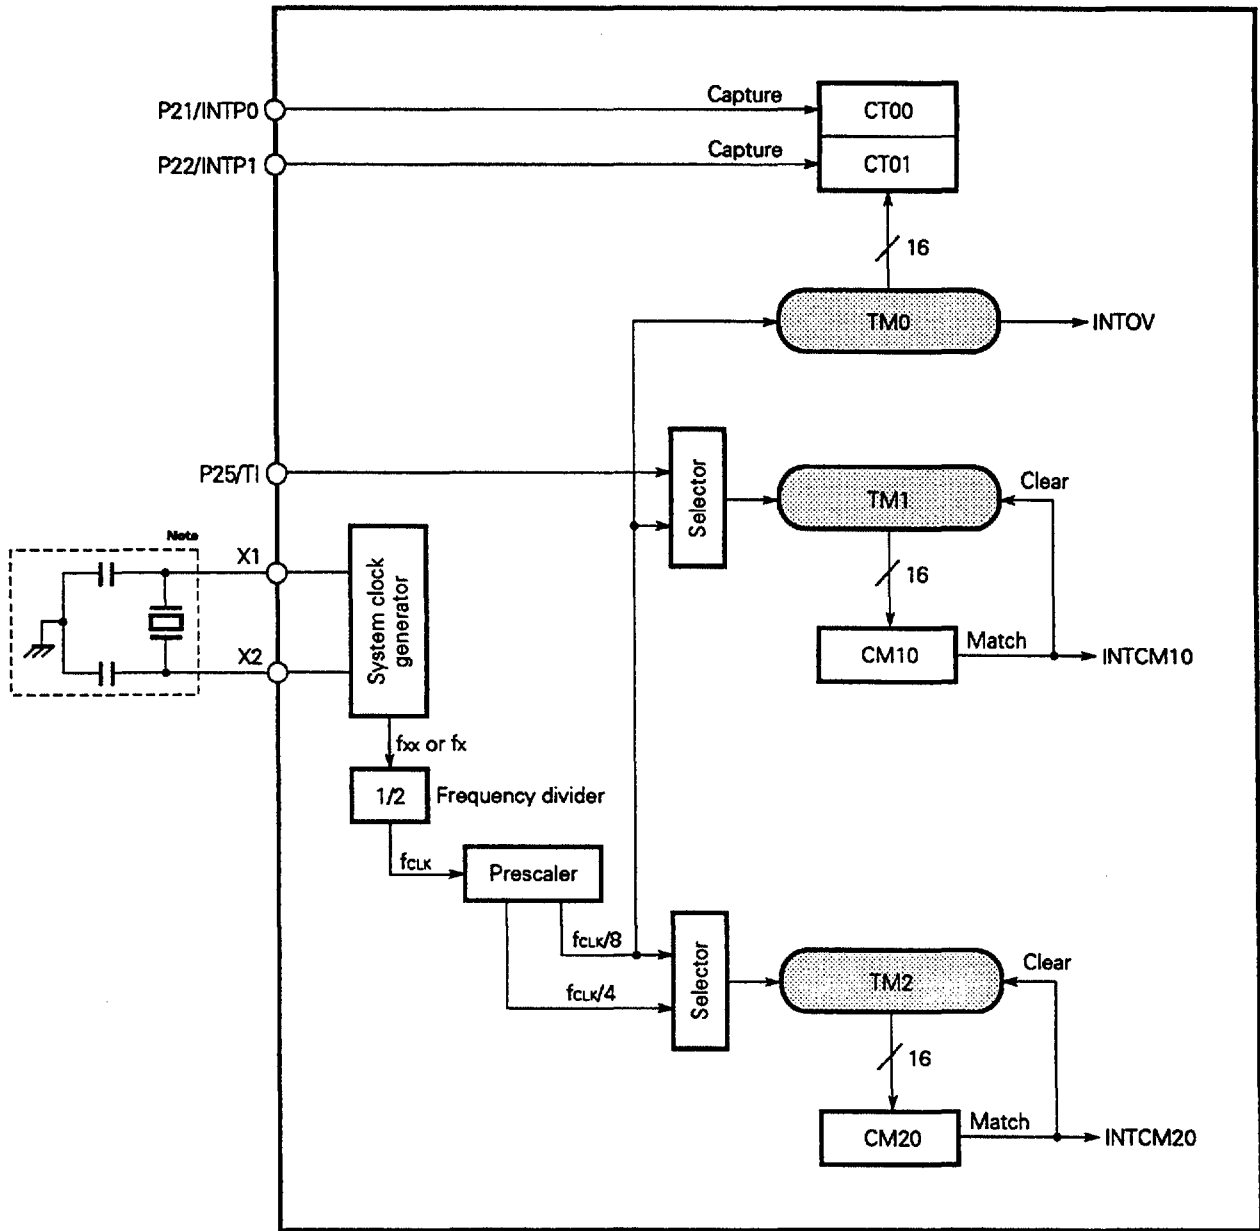 P21/INTP0
Capture
CT00
P22/INTP1
Capture
CT01
16
TM0
INTOV
P25/TI
Selector
TM1
Clear
16
CM10
Match
INTCM10
Note
X1
X2
System clock
generator
fxx or fx
1/2
Frequency divider
fCLK
Prescaler
fCLK/8
fCLK/4
Selector
TM2
Clear
16
CM20
Match
INTCM20